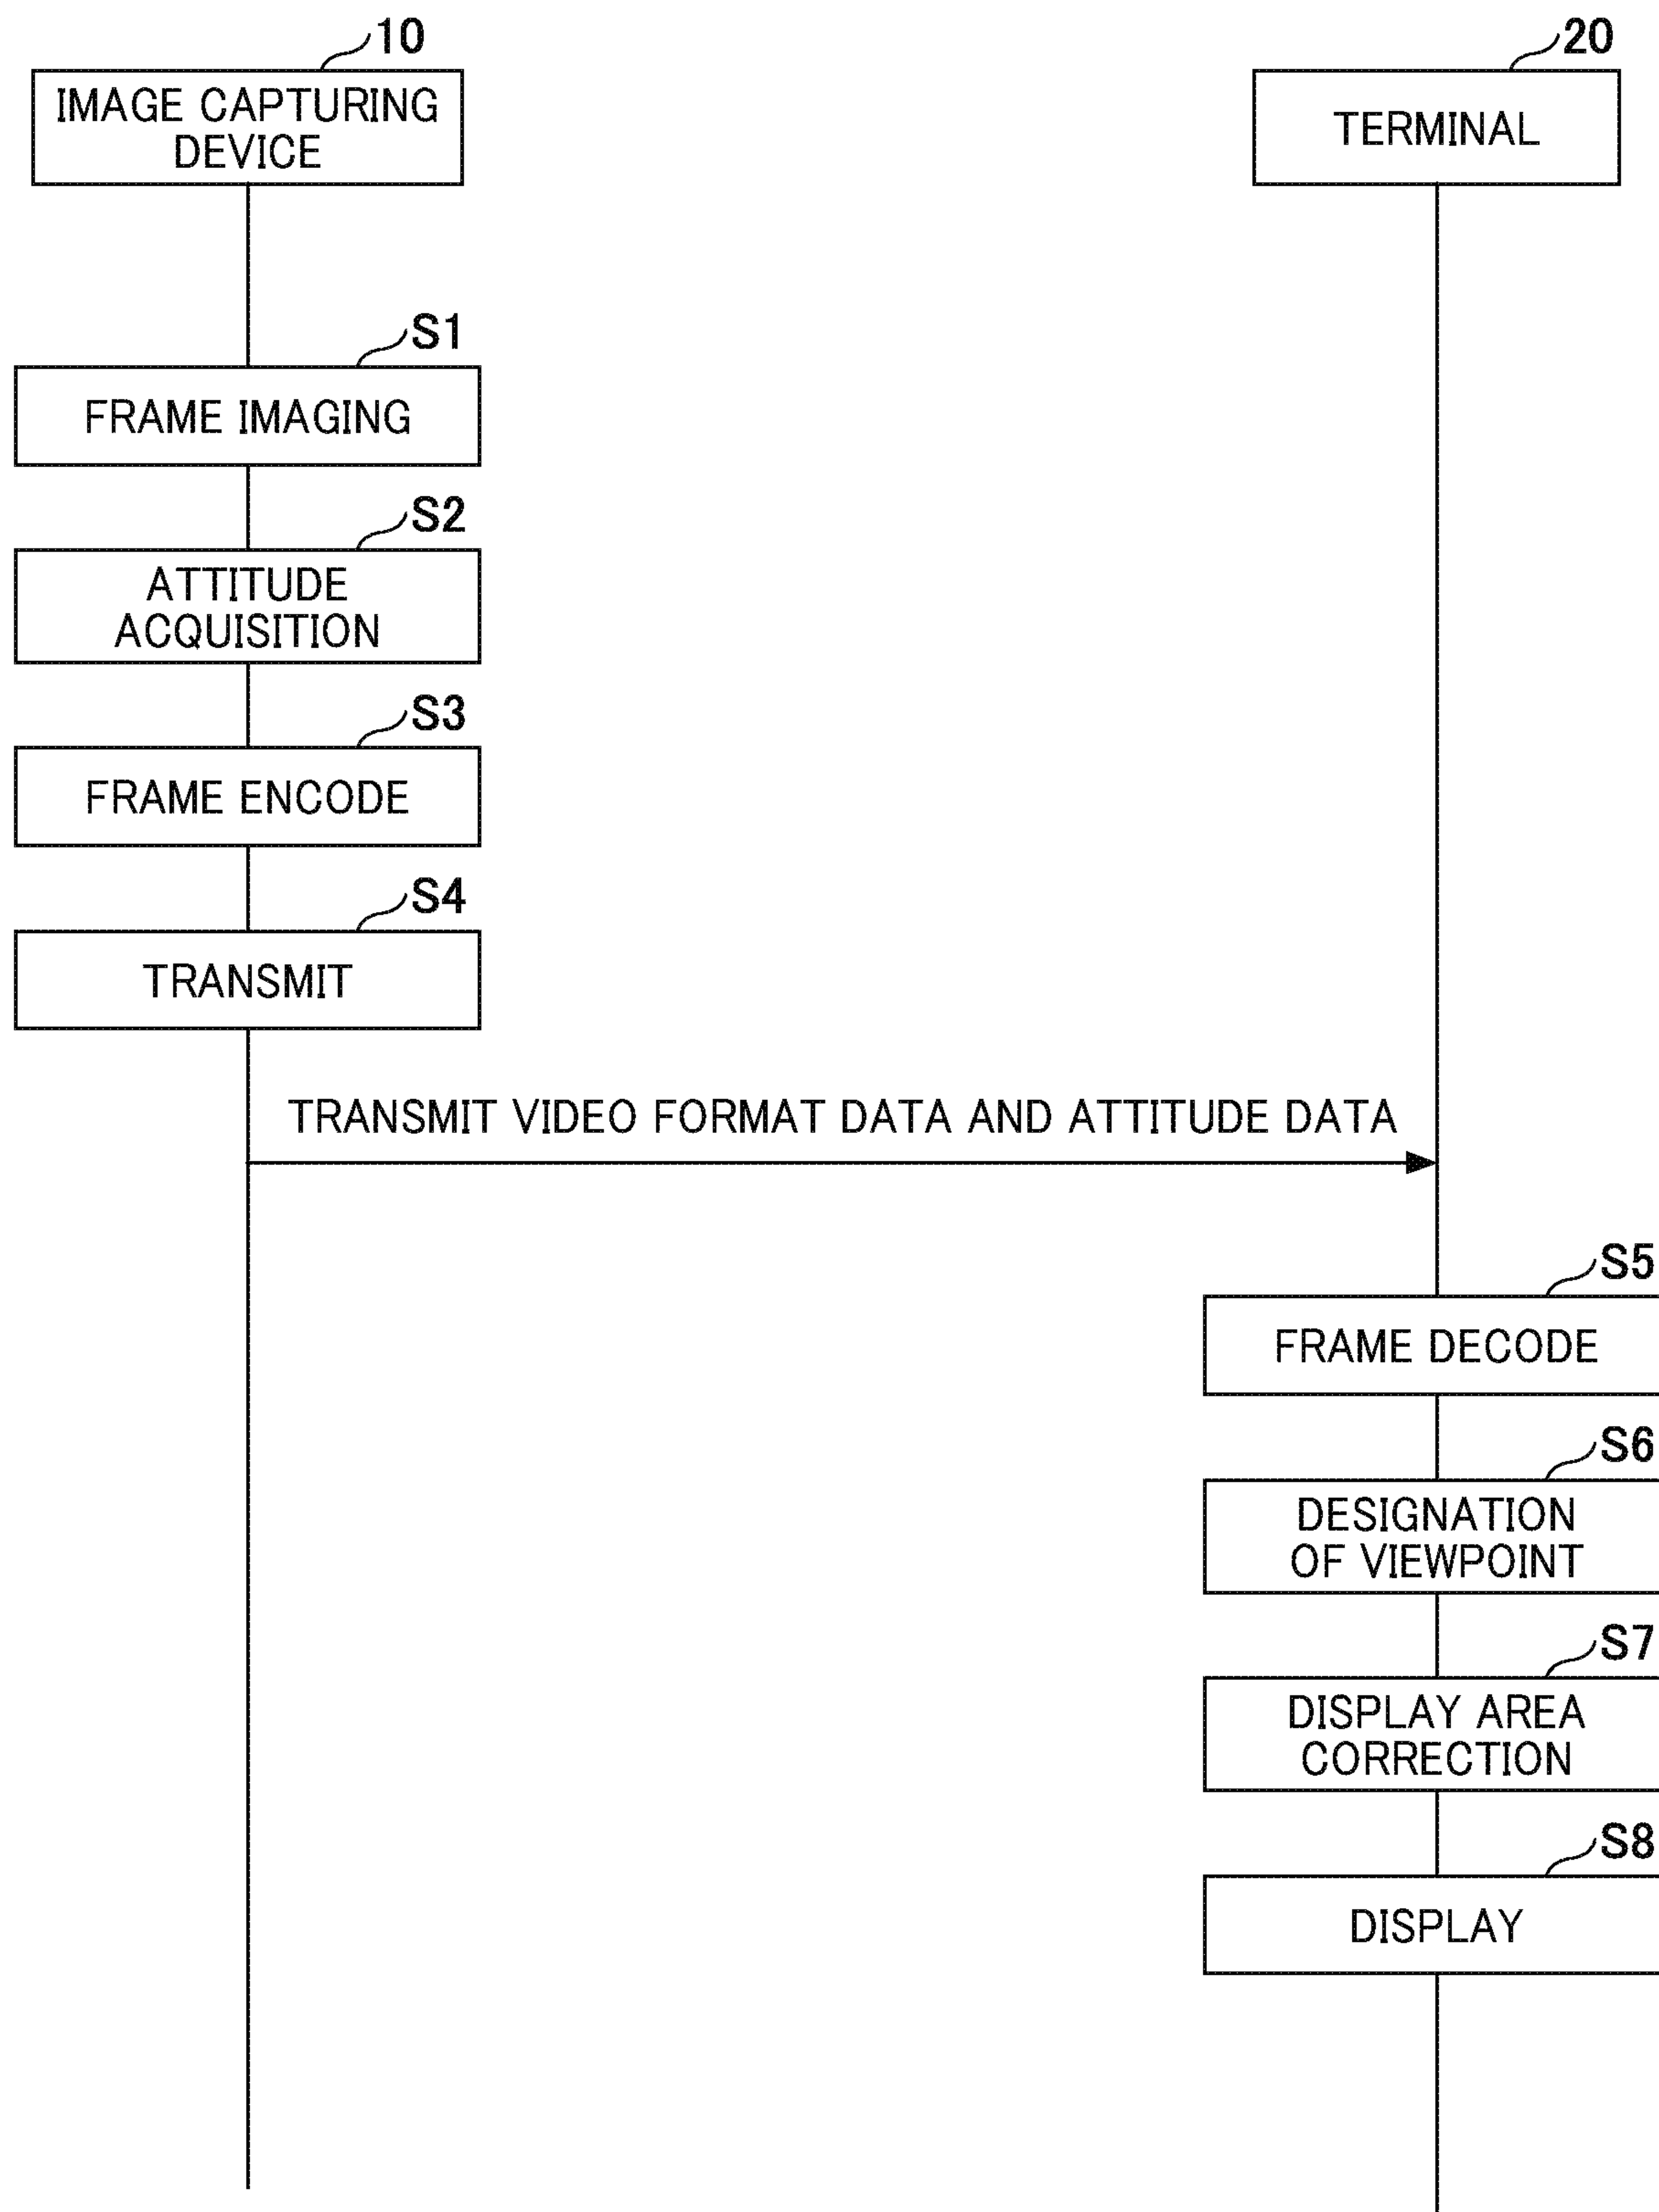 10
IMAGE CAPTURING
DEVICE
20
TERMINAL
S1
FRAME IMAGING
S2
ATTITUDE
ACQUISITION
S3
FRAME ENCODE
S4
TRANSMIT
TRANSMIT VIDEO FORMAT DATA AND ATTITUDE DATA
S5
FRAME DECODE
S6
DESIGNATION
OF VIEWPOINT
S7
DISPLAY AREA
CORRECTION
S8
DISPLAY